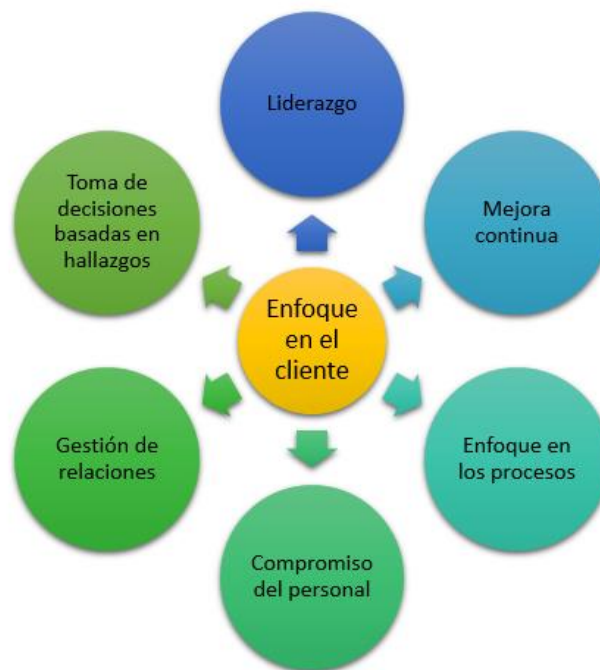 Liderazgo
Toma de
decisiones
basadas en
hallazgos
Mejora
continua
Enfoque
en el
cliente
Gestión de
relaciones
Enfoque en
los procesos
Compromiso
del personal